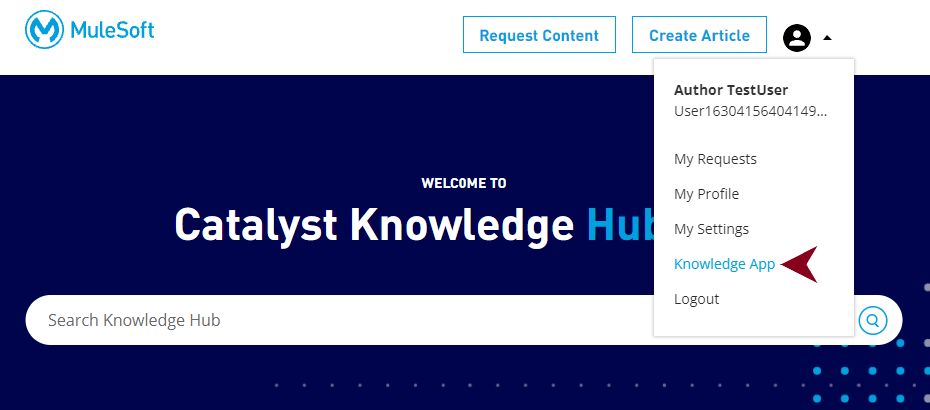 MuleSoft
Request Content
Create Article
Author TestUser
User16304156404149...
My Requests
My Profile
My Settings
Knowledge App
Logout
WELCOME TO
Catalyst Knowledge Hub
Search Knowledge Hub